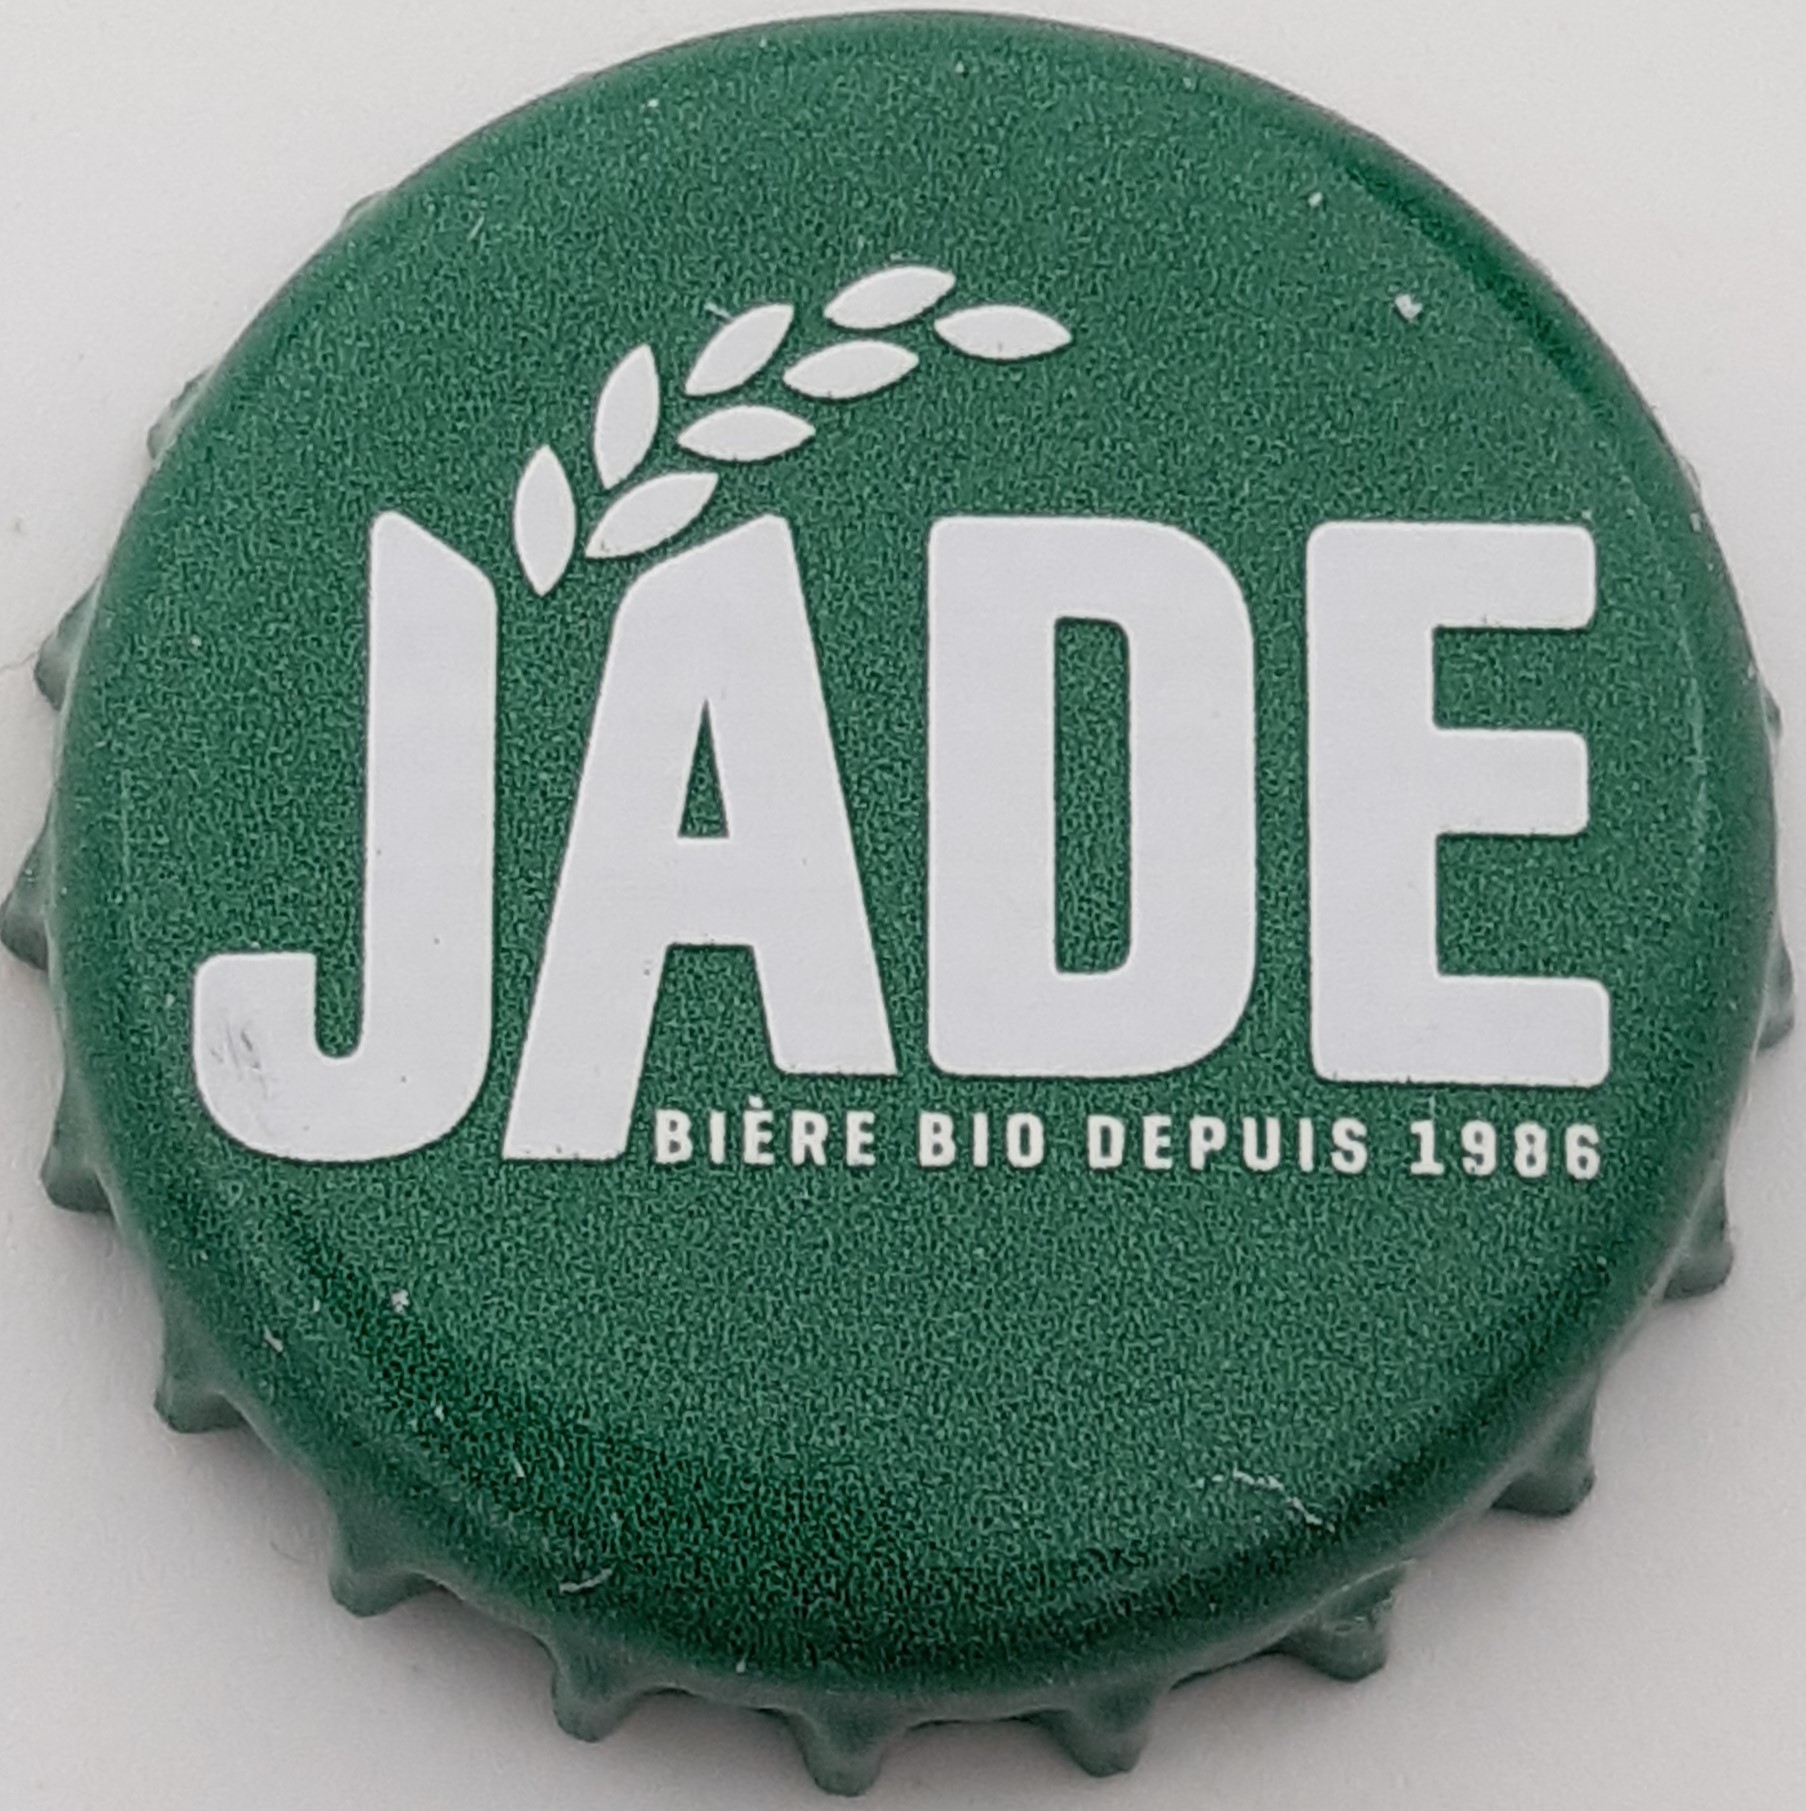 JADE
BIÈRE BIO DEPUIS 1986